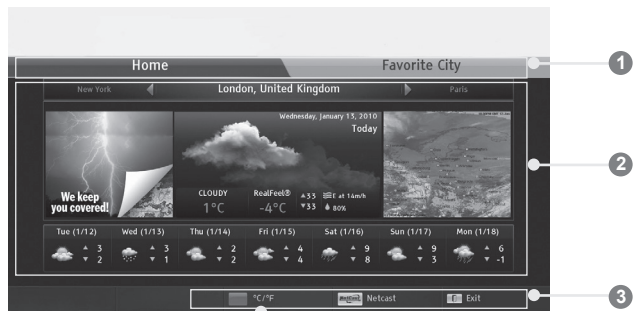 Home Favorite City
1
New York London, United Kingdom Paris
Wednesday, January 13, 2010
Today
We keep
you covered!
CLOUDY RealFeel® ▲33 E at 14m/h
1°C -4°C ▼33 80%
2
Tue (1/12) Wed (1/13) Thu (1/14) Fri (1/15) Sat (1/16) Sun (1/17) Mon (1/18)
▲ 3 ▲ 3 ▲ 2 ▲ 4 ▲ 9 ▲ 9 ▲ 6
▼ 2 ▼ 1 ▼ 2 ▼ 4 ▼ 8 ▼ 3 ▼ -1
°C/°F NetCast Netcast Exit
3